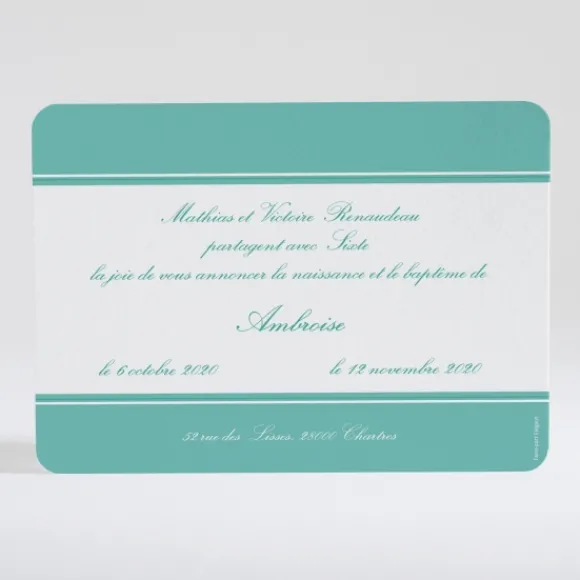 Mathias et Victoire Renaudeau
partagent avec Sixte
la joie de vous annoncer la naissance et le baptême de
Ambroise
le 6 octobre 2020 le 12 novembre 2020
52 rue des Lisses, 28000 Chartres